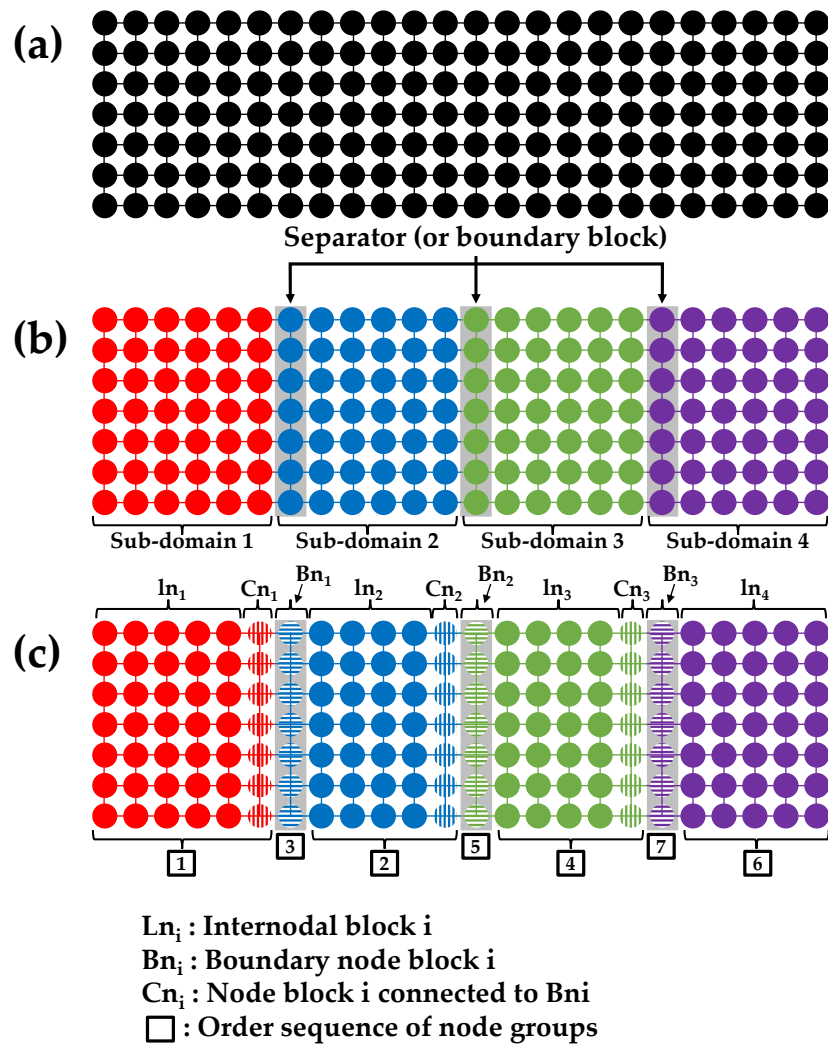 (a)
Separator (or boundary block)
(b)
Sub-domain 1 Sub-domain 2 Sub-domain 3 Sub-domain 4
ln₁ Cn₁ Bn₁ ln₂ Cn₂ Bn₂ ln₃ Cn₃ Bn₃ ln₄
(c)
1 3 2 5 4 7 6
Lnᵢ : Internodal block i
Bnᵢ : Boundary node block i
Cnᵢ : Node block i connected to Bni
: Order sequence of node groups